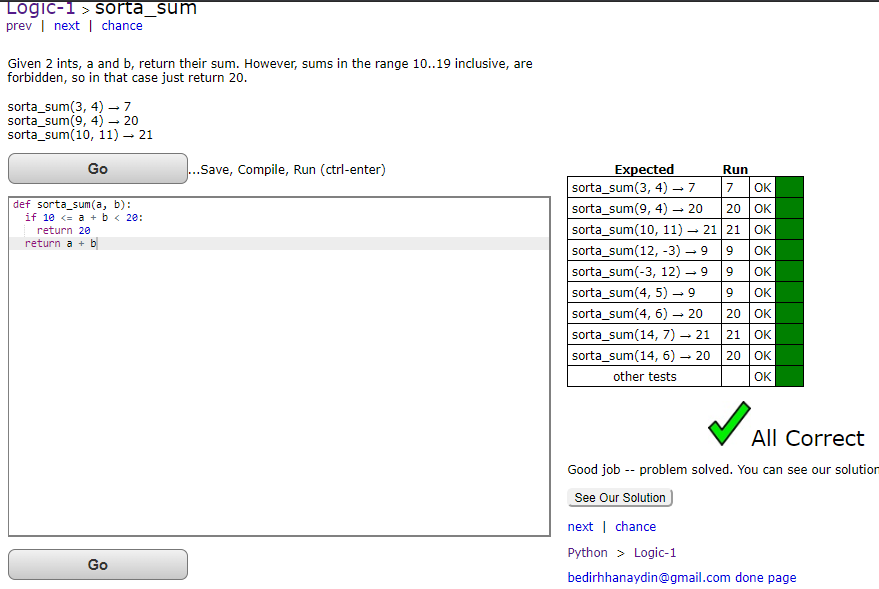 Logic-1 > sorta_sum
prev | next | chance
Given 2 ints, a and b, return their sum. However, sums in the range 10..19 inclusive, are
forbidden, so in that case just return 20.
sorta_sum(3, 4) → 7
sorta_sum(9, 4) → 20
sorta_sum(10, 11) → 21
Go ...Save, Compile, Run (ctrl-enter)
def sorta_sum(a, b):
  if 10 <= a + b < 20:
    return 20
  return a + b
Go
Expected Run
sorta_sum(3, 4) → 7 7 OK
sorta_sum(9, 4) → 20 20 OK
sorta_sum(10, 11) → 21 21 OK
sorta_sum(12, -3) → 9 9 OK
sorta_sum(-3, 12) → 9 9 OK
sorta_sum(4, 5) → 9 9 OK
sorta_sum(4, 6) → 20 20 OK
sorta_sum(14, 7) → 21 21 OK
sorta_sum(14, 6) → 20 20 OK
other tests OK
All Correct
Good job -- problem solved. You can see our solution
See Our Solution
next | chance
Python > Logic-1
bedirhhanaydin@gmail.com done page